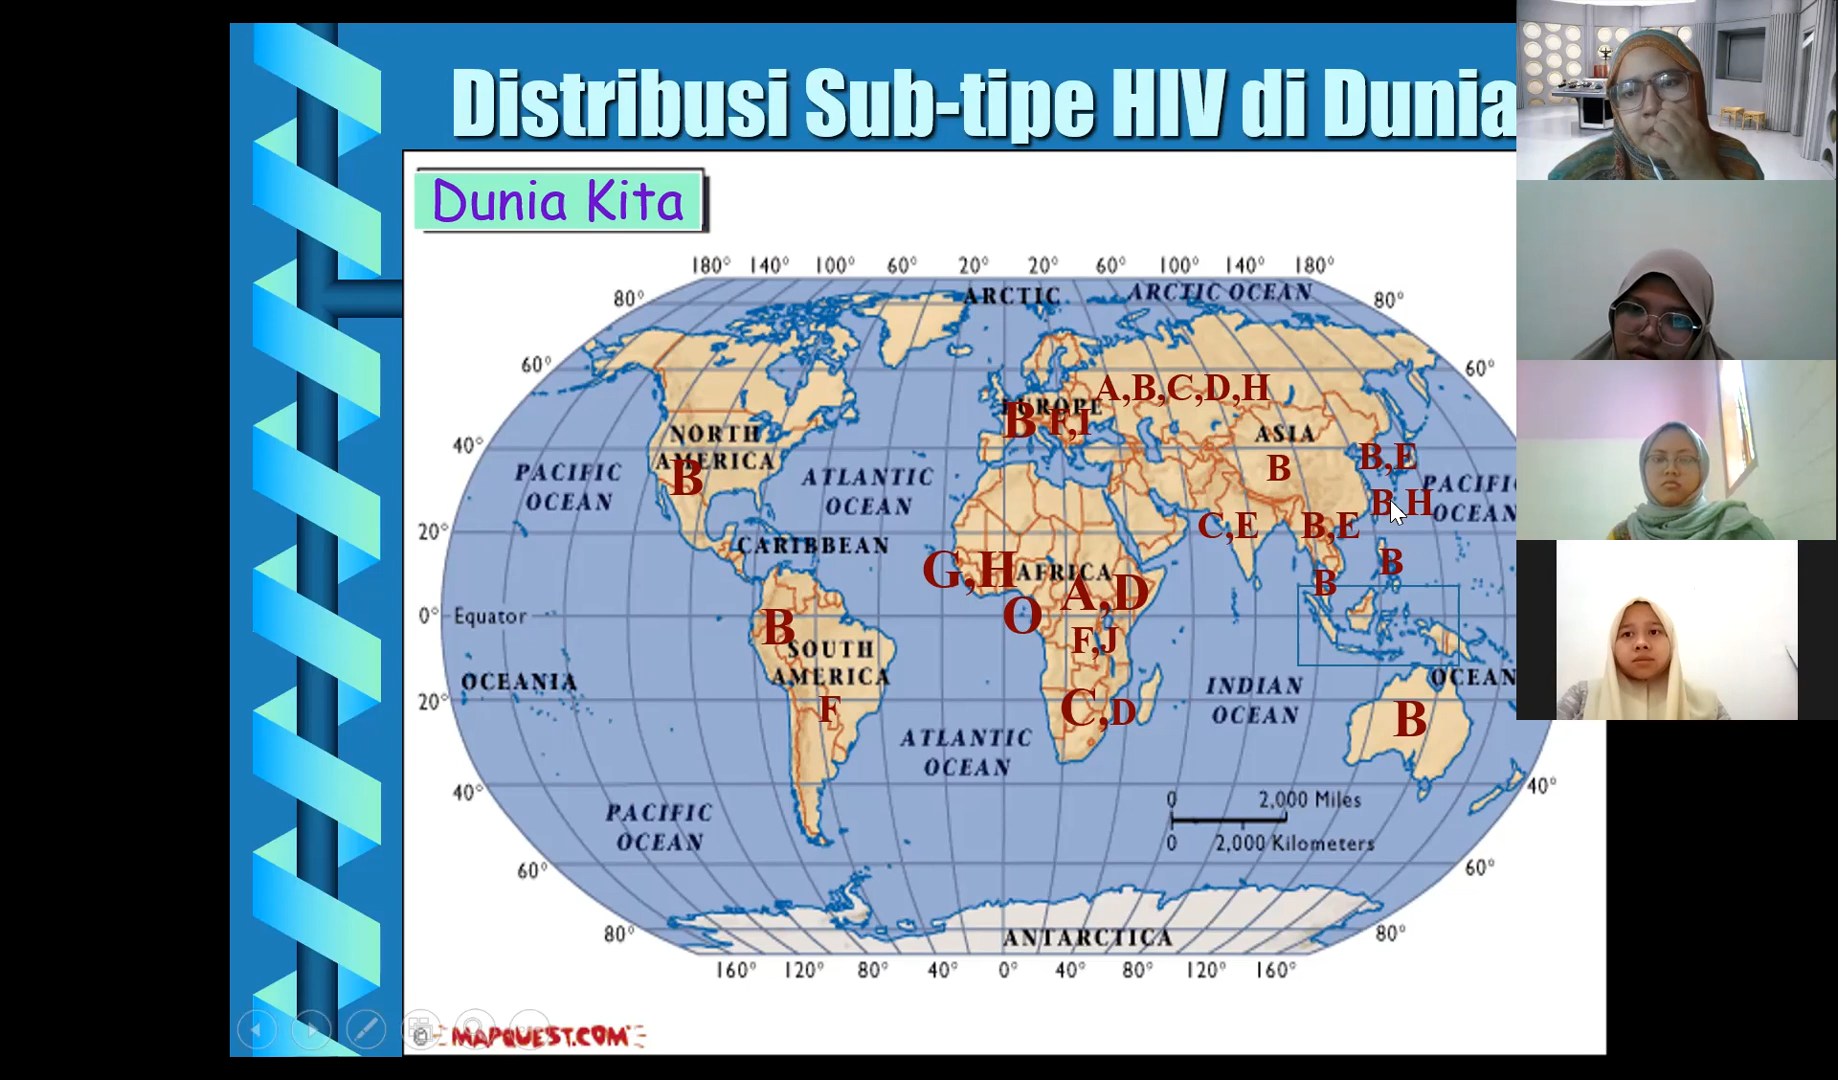 Distribusi Sub-tipe HIV di Dunia
Dunia Kita
180° 140° 100° 60° 20° 20° 60° 100° 140° 180°
80° ARCTIC ARCTIC OCEAN 80°
60° 60°
A,B,C,D,H
EUROPE
B F,I
40° NORTH AMERICA ASIA
B B B,E
PACIFIC OCEAN ATLANTIC OCEAN B,H
20° C,E B,E
CARIBBEAN
G,H AFRICA B
A,D B
0° Equator O
B F,J
SOUTH AMERICA
OCEANIA OCEAN
INDIAN OCEAN
20° F C,D B
ATLANTIC OCEAN
40° 40°
0 2,000 Miles
0 2,000 Kilometers
PACIFIC OCEAN
60° 60°
80° ANTARCTICA 80°
160° 120° 80° 40° 0° 40° 80° 120° 160°
© MAPQUEST.COM